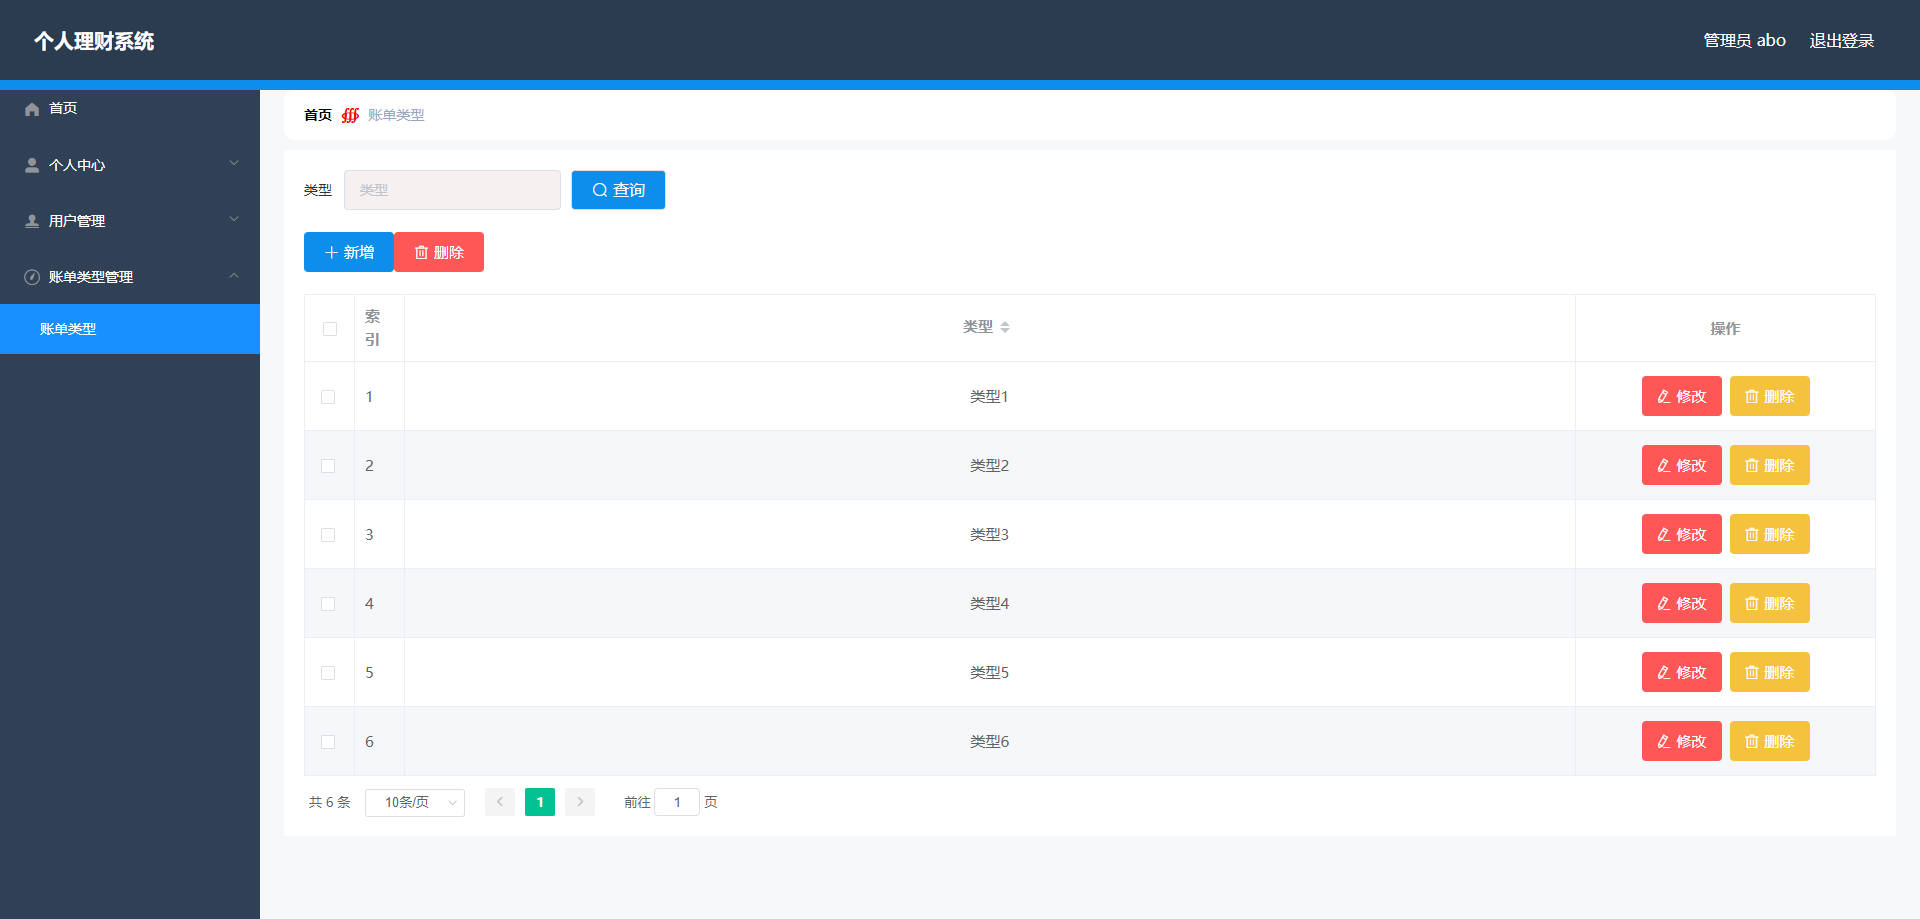 个人理财系统
管理员 abo 退出登录
首页
个人中心
用户管理
账单类型管理
账单类型
首页 账单类型
类型 类型 查询
新增 删除
索引 类型 操作
1 类型1 修改 删除
2 类型2 修改 删除
3 类型3 修改 删除
4 类型4 修改 删除
5 类型5 修改 删除
6 类型6 修改 删除
共 6 条 10条/页 1 前往 1 页